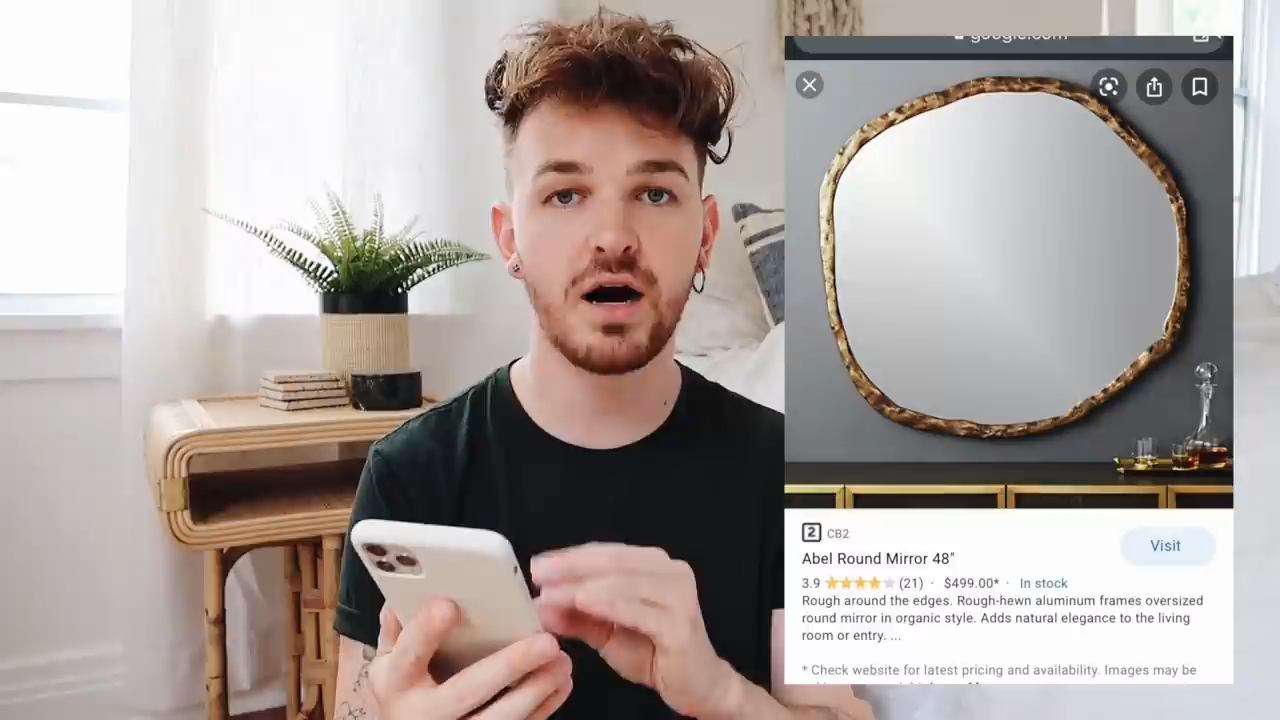 google.com
2 CB2
Visit
Abel Round Mirror 48"
3.9 (21) · $499.00* · In stock
Rough around the edges. Rough-hewn aluminum frames oversized
round mirror in organic style. Adds natural elegance to the living
room or entry. ...
* Check website for latest pricing and availability. Images may be